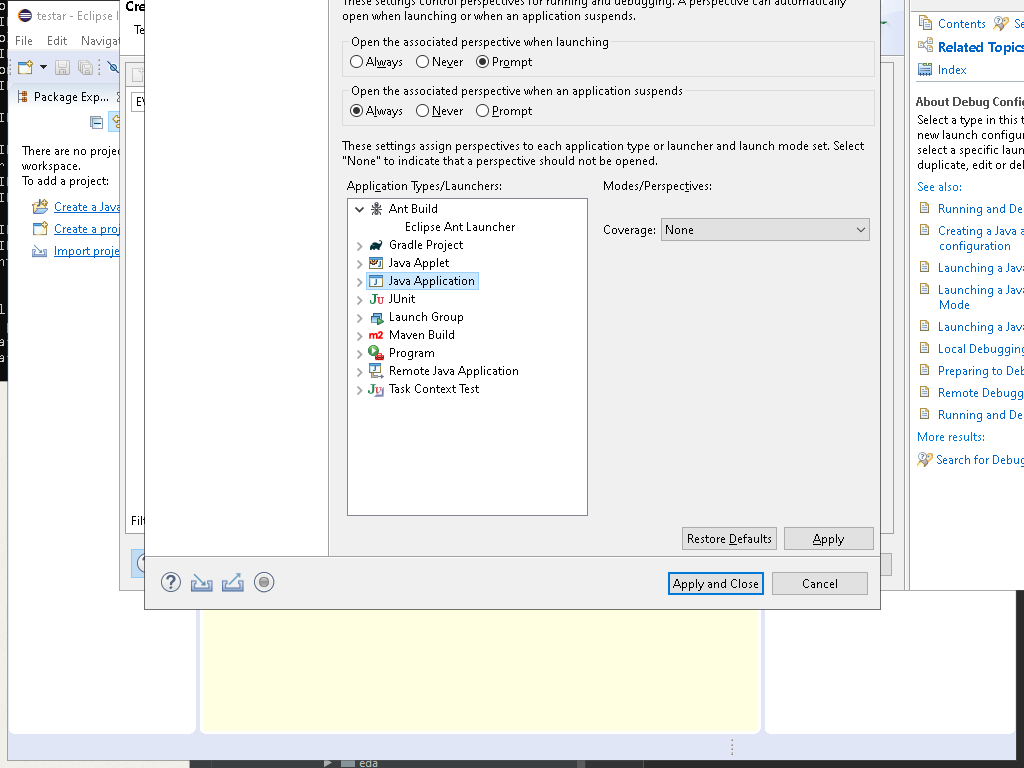 testar - Eclipse
File Edit Navigat
Package Exp...
There are no proje
workspace.
To add a project:
Create a Java
Create a proj
Import proje
Cre
Te
These settings control perspectives for running and debugging. A perspective can automatically
open when launching or when an application suspends.
Open the associated perspective when launching
Always Never Prompt
Open the associated perspective when an application suspends
Always Never Prompt
These settings assign perspectives to each application type or launcher and launch mode set. Select
"None" to indicate that a perspective should not be opened.
Application Types/Launchers:
Modes/Perspectives:
Ant Build
Eclipse Ant Launcher
Gradle Project
Java Applet
Java Application
JUnit
Launch Group
Maven Build
Program
Remote Java Application
Task Context Test
Coverage: None
Restore Defaults
Apply
Apply and Close
Cancel
Filt
Contents
Se
Related Topics
Index
About Debug Confi
Select a type in this t
new launch configur
select a specific laun
duplicate, edit or del
See also:
Running and De
Creating a Java a
configuration
Launching a Java
Launching a Java
Mode
Launching a Java
Local Debugging
Preparing to Deb
Remote Debugg
Running and De
More results:
Search for Debug
eda